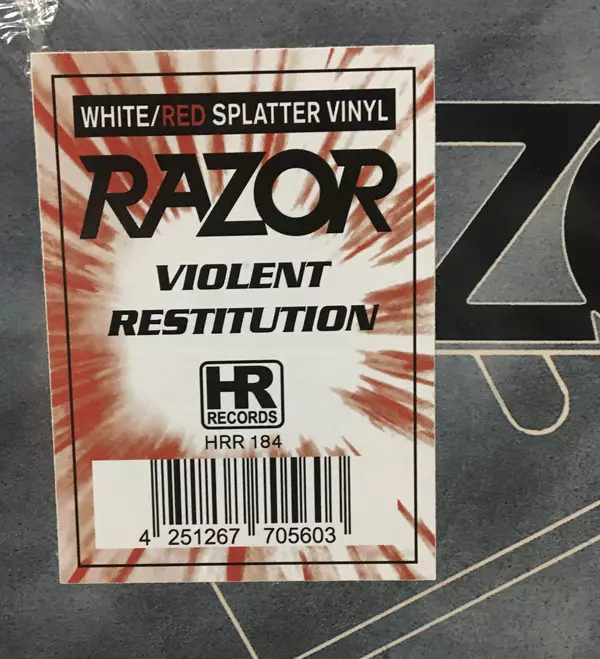 WHITE/RED SPLATTER VINYL
RAZOR
VIOLENT
RESTITUTION
HR
RECORDS
HRR 184
4 251267 705603
Z